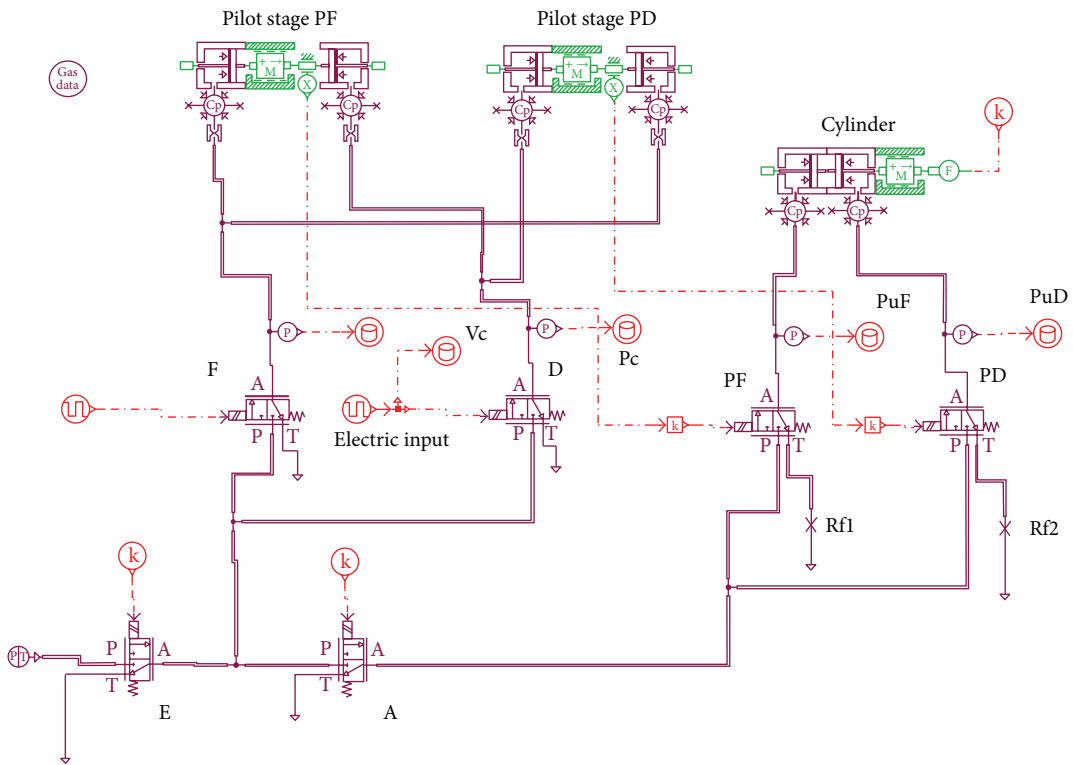 Pilot stage PF
Pilot stage PD
Gas
data
M
M
X
X
Cp
Cp
Cp
Cp
k
Cylinder
M
F
Cp
Cp
PuF
PuD
P
Vc
P
Pc
P
P
F
D
PF
PD
A
A
A
A
P
T
P
T
k
k
P
T
P
T
Electric input
Rf1
Rf2
k
k
P
A
P
A
P T
T
T
E
A